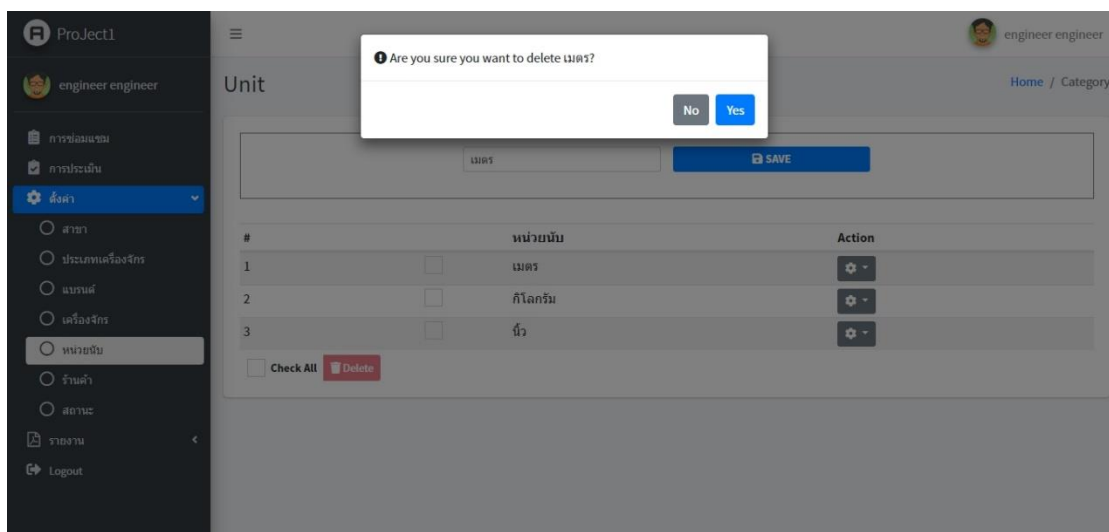 ProJect1
engineer engineer
engineer engineer
Are you sure you want to delete เมตร?
No
Yes
Unit
Home / Category
การซ่อมแซม
การประเมิน
ตั้งค่า
สาขา
ประเภทเครื่องจักร
แบรนด์
เครื่องจักร
หน่วยนับ
ร้านค้า
สถานะ
รายงาน
Logout
เมตร
SAVE
# หน่วยนับ Action
1 เมตร
2 กิโลกรัม
3 นิ้ว
Check All Delete